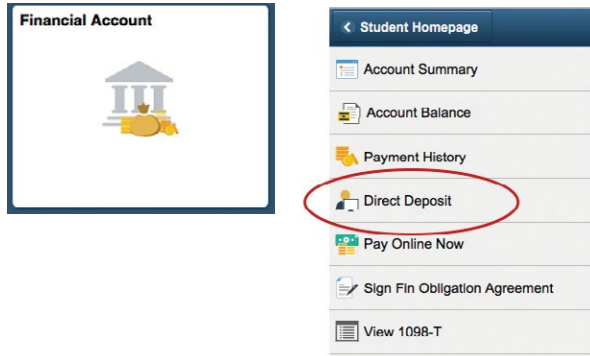 Financial Account
Student Homepage
Account Summary
Account Balance
Payment History
Direct Deposit
Pay Online Now
Sign Fin Obligation Agreement
View 1098-T